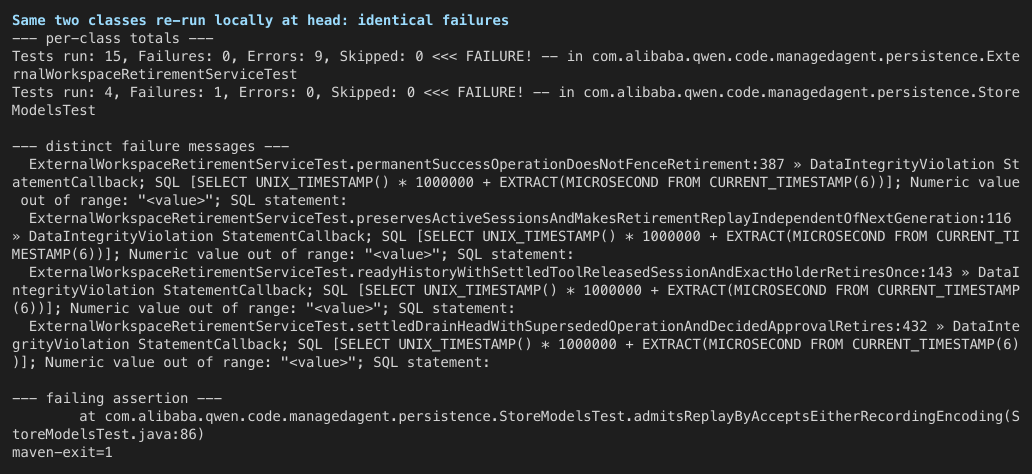 Same two classes re-run locally at head: identical failures
--- per-class totals ---
Tests run: 15, Failures: 0, Errors: 9, Skipped: 0 <<< FAILURE! -- in com.alibaba.qwen.code.managedagent.persistence.Exte
rnalWorkspaceRetirementServiceTest
Tests run: 4, Failures: 1, Errors: 0, Skipped: 0 <<< FAILURE! -- in com.alibaba.qwen.code.managedagent.persistence.Store
ModelsTest

--- distinct failure messages ---
  ExternalWorkspaceRetirementServiceTest.permanentSuccessOperationDoesNotFenceRetirement:387 » DataIntegrityViolation St
atementCallback; SQL [SELECT UNIX_TIMESTAMP() * 1000000 + EXTRACT(MICROSECOND FROM CURRENT_TIMESTAMP(6))]; Numeric value
 out of range: "<value>"; SQL statement:
  ExternalWorkspaceRetirementServiceTest.preservesActiveSessionsAndMakesRetirementReplayIndependentOfNextGeneration:116
» DataIntegrityViolation StatementCallback; SQL [SELECT UNIX_TIMESTAMP() * 1000000 + EXTRACT(MICROSECOND FROM CURRENT_TI
MESTAMP(6))]; Numeric value out of range: "<value>"; SQL statement:
  ExternalWorkspaceRetirementServiceTest.readyHistoryWithSettledToolReleasedSessionAndExactHolderRetiresOnce:143 » DataI
ntegrityViolation StatementCallback; SQL [SELECT UNIX_TIMESTAMP() * 1000000 + EXTRACT(MICROSECOND FROM CURRENT_TIMESTAMP
(6))]; Numeric value out of range: "<value>"; SQL statement:
  ExternalWorkspaceRetirementServiceTest.settledDrainHeadWithSupersededOperationAndDecidedApprovalRetires:432 » DataInte
grityViolation StatementCallback; SQL [SELECT UNIX_TIMESTAMP() * 1000000 + EXTRACT(MICROSECOND FROM CURRENT_TIMESTAMP(6)
)]; Numeric value out of range: "<value>"; SQL statement:

--- failing assertion ---
        at com.alibaba.qwen.code.managedagent.persistence.StoreModelsTest.admitsReplayByAcceptsEitherRecordingEncoding(S
toreModelsTest.java:86)
maven-exit=1